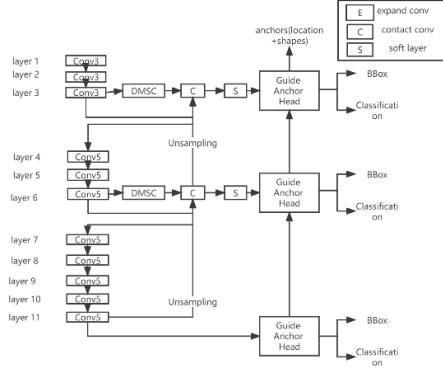 anchors(location
+shapes)
E expand conv
C contact conv
S soft layer
layer 1 Conv3
layer 2 Conv3
layer 3 Conv3 DMSC C S Guide
Anchor
Head
BBox
Classificati
on
Unsampling
layer 4 Conv5
layer 5 Conv5
layer 6 Conv5 DMSC C S Guide
Anchor
Head
BBox
Classificati
on
layer 7 Conv5
layer 8 Conv5
layer 9 Conv5
layer 10 Conv5
layer 11 Conv5
Unsampling
Guide
Anchor
Head
BBox
Classificati
on